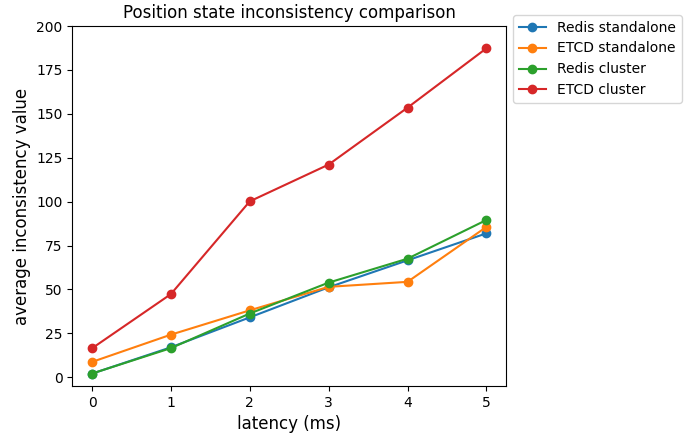 Position state inconsistency comparison
average inconsistency value
200
175
150
125
100
75
50
25
0
0 1 2 3 4 5
latency (ms)
Redis standalone
ETCD standalone
Redis cluster
ETCD cluster